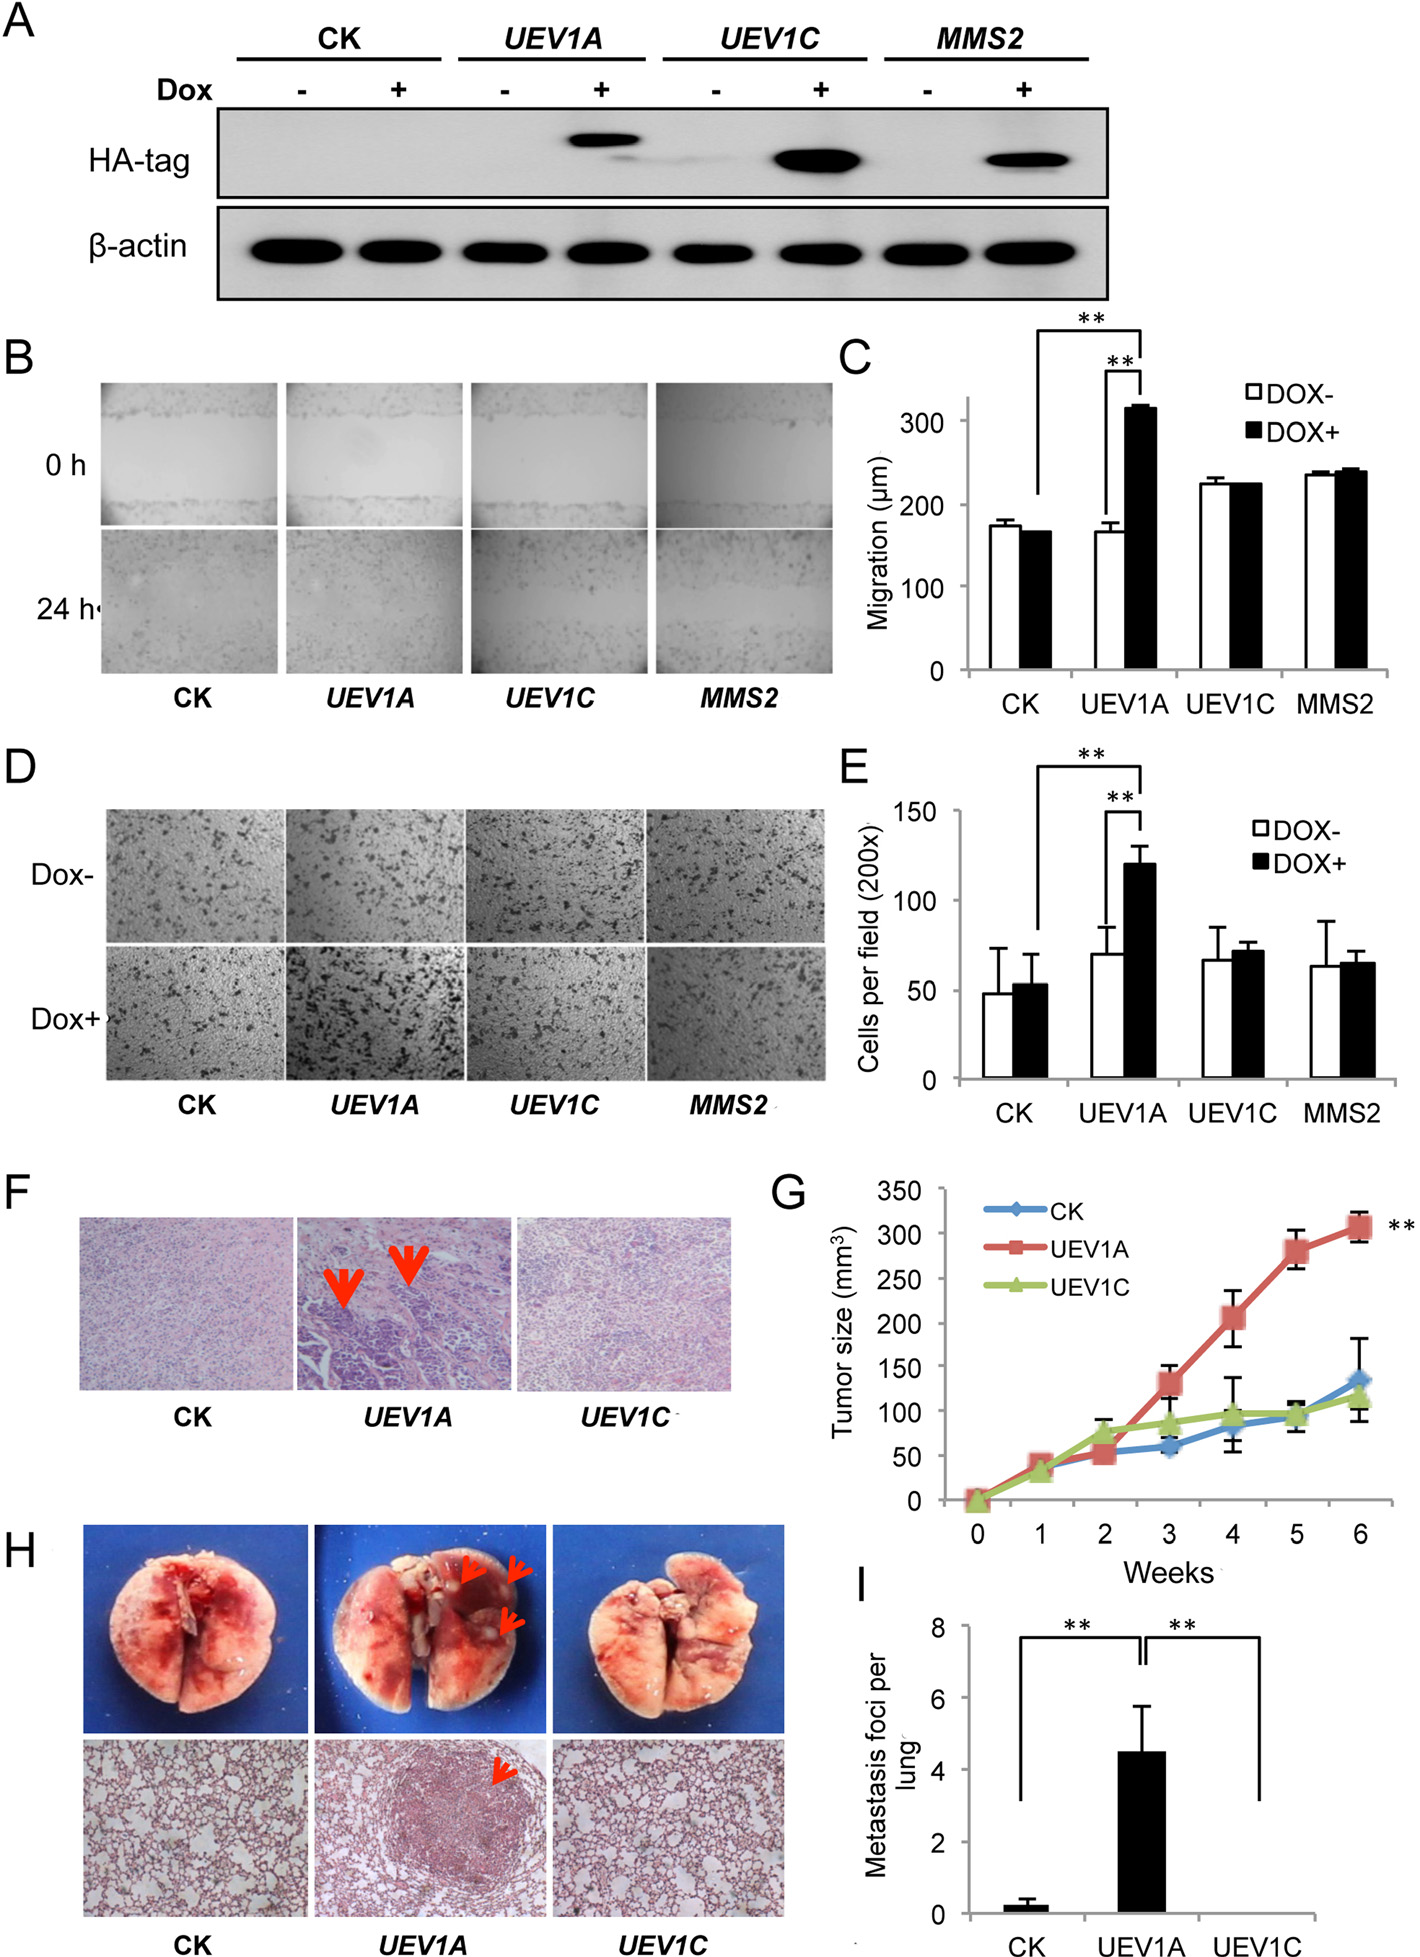 A
CK UEV1A UEV1C MMS2
Dox - + - + - + - +
HA-tag
β-actin
B
0 h
24 h
CK UEV1A UEV1C MMS2
C
** 
**
DOX-
DOX+
Migration (μm)
300
200
100
0
CK UEV1A UEV1C MMS2
D
Dox-
Dox+
CK UEV1A UEV1C MMS2
E
**
**
DOX-
DOX+
Cells per field (200x)
150
100
50
0
CK UEV1A UEV1C MMS2
F
CK UEV1A UEV1C
G
CK
UEV1A
UEV1C
**
Tumor size (mm³)
350
300
250
200
150
100
50
0
0 1 2 3 4 5 6
Weeks
H
CK UEV1A UEV1C
I
** **
Metastasis foci per
lung
8
6
4
2
0
CK UEV1A UEV1C